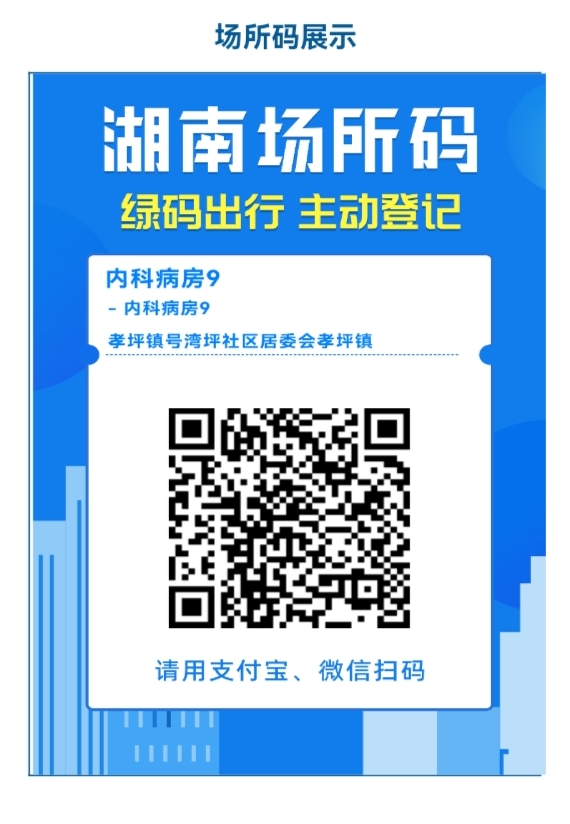 场所码展示
湖南场所码
绿码出行 主动登记
内科病房9
- 内科病房9
孝坪镇号湾坪社区居委会孝坪镇
请用支付宝、微信扫码